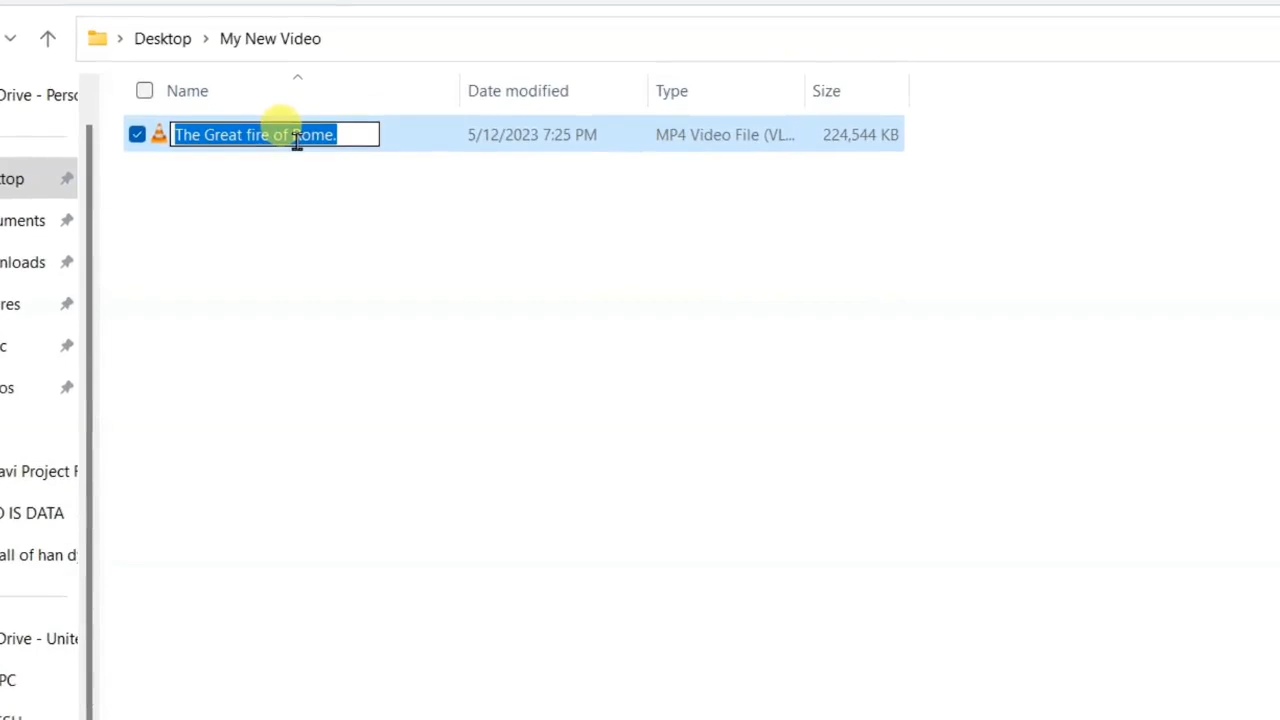 Desktop > My New Video
Drive - Perso
Name Date modified Type Size
The Great fire of Rome. 5/12/2023 7:25 PM MP4 Video File (VL... 224,544 KB
top
uments
nloads
res
c
os
avi Project F
IS DATA
all of han d
Drive - Unite
PC